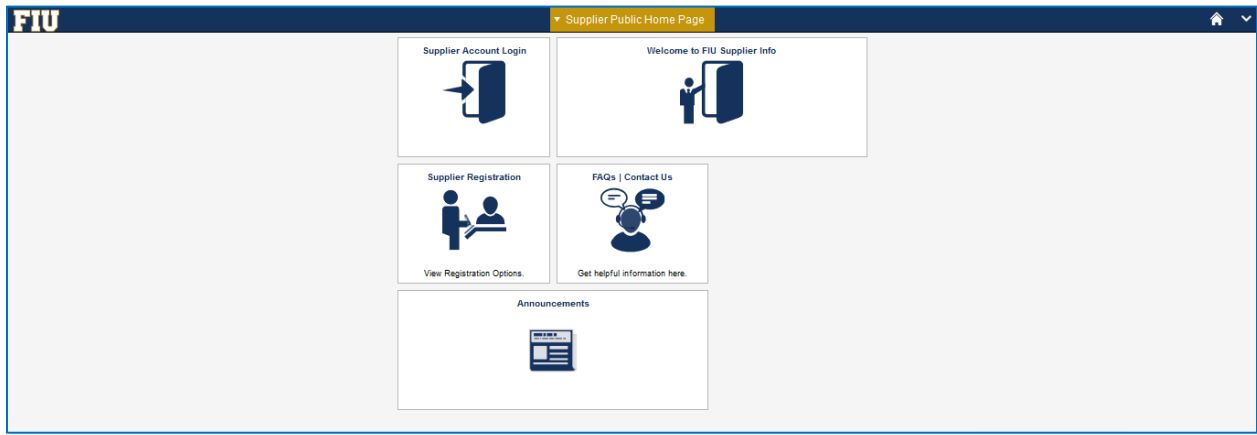 FIU
Supplier Public Home Page
Supplier Account Login
Welcome to FIU Supplier Info
Supplier Registration
View Registration Options.
FAQs | Contact Us
Get helpful information here.
Announcements